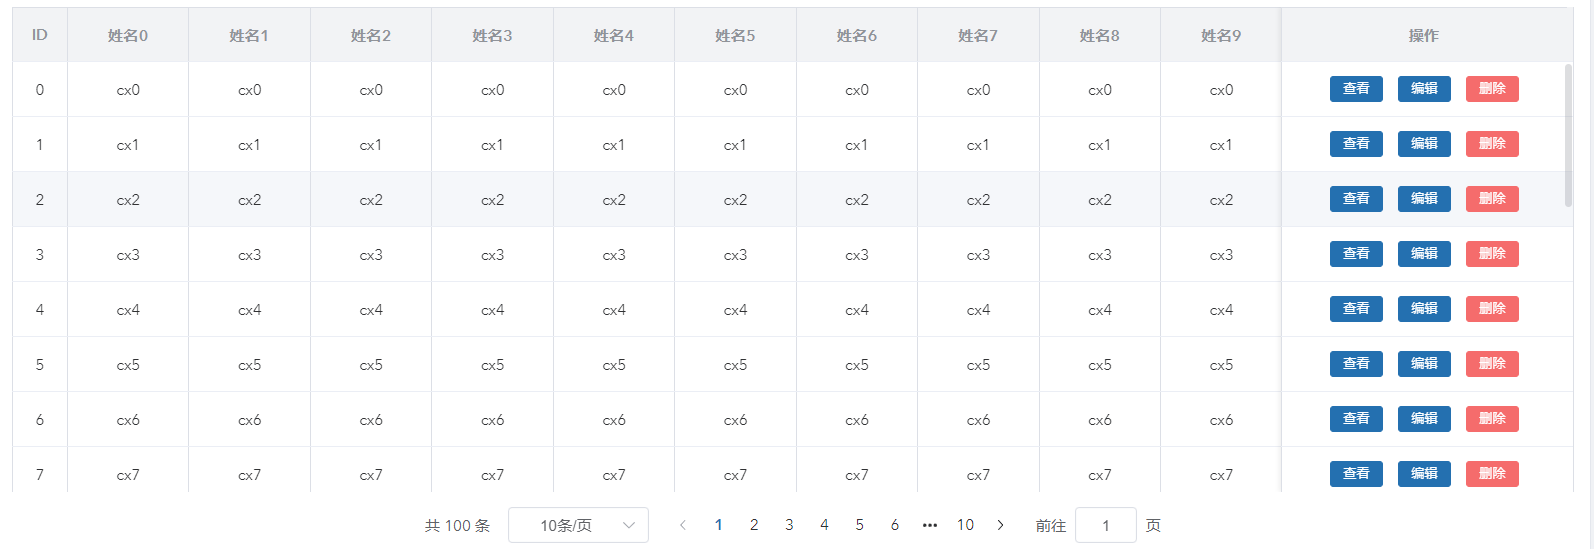 ID 姓名0 姓名1 姓名2 姓名3 姓名4 姓名5 姓名6 姓名7 姓名8 姓名9 操作
0 cx0 cx0 cx0 cx0 cx0 cx0 cx0 cx0 cx0 cx0 查看 编辑 删除
1 cx1 cx1 cx1 cx1 cx1 cx1 cx1 cx1 cx1 cx1 查看 编辑 删除
2 cx2 cx2 cx2 cx2 cx2 cx2 cx2 cx2 cx2 cx2 查看 编辑 删除
3 cx3 cx3 cx3 cx3 cx3 cx3 cx3 cx3 cx3 cx3 查看 编辑 删除
4 cx4 cx4 cx4 cx4 cx4 cx4 cx4 cx4 cx4 cx4 查看 编辑 删除
5 cx5 cx5 cx5 cx5 cx5 cx5 cx5 cx5 cx5 cx5 查看 编辑 删除
6 cx6 cx6 cx6 cx6 cx6 cx6 cx6 cx6 cx6 cx6 查看 编辑 删除
7 cx7 cx7 cx7 cx7 cx7 cx7 cx7 cx7 cx7 cx7 查看 编辑 删除
共 100 条 10条/页 1 2 3 4 5 6 ••• 10 前往 1 页